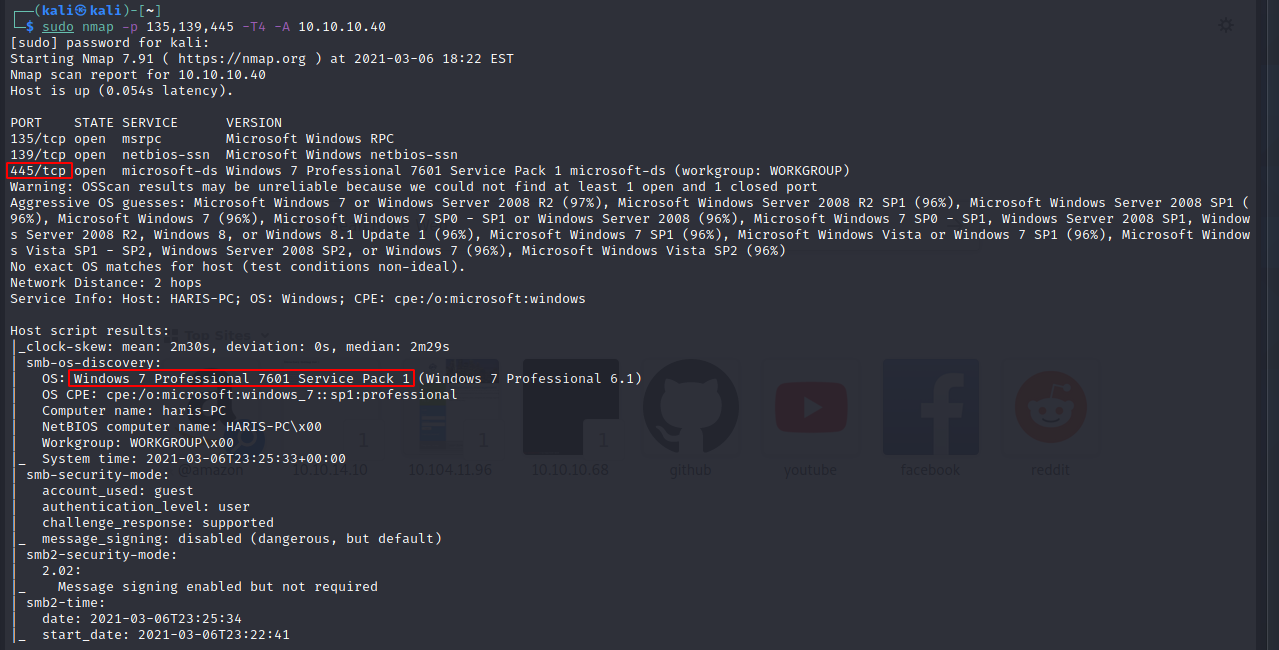 ┌──(kali㉿kali)-[~]
└─$ sudo nmap -p 135,139,445 -T4 -A 10.10.10.40
[sudo] password for kali:
Starting Nmap 7.91 ( https://nmap.org ) at 2021-03-06 18:22 EST
Nmap scan report for 10.10.10.40
Host is up (0.054s latency).
PORT    STATE SERVICE      VERSION
135/tcp open  msrpc        Microsoft Windows RPC
139/tcp open  netbios-ssn  Microsoft Windows netbios-ssn
445/tcp open  microsoft-ds Windows 7 Professional 7601 Service Pack 1 microsoft-ds (workgroup: WORKGROUP)
Warning: OSScan results may be unreliable because we could not find at least 1 open and 1 closed port
Aggressive OS guesses: Microsoft Windows 7 or Windows Server 2008 R2 (97%), Microsoft Windows Server 2008 R2 SP1 (96%), Microsoft Windows Server 2008 SP1 (
96%), Microsoft Windows 7 (96%), Microsoft Windows 7 SP0 - SP1 or Windows Server 2008 (96%), Microsoft Windows 7 SP0 - SP1, Windows Server 2008 SP1, Window
s Server 2008 R2, Windows 8, or Windows 8.1 Update 1 (96%), Microsoft Windows 7 SP1 (96%), Microsoft Windows Vista or Windows 7 SP1 (96%), Microsoft Window
s Vista SP1 - SP2, Windows Server 2008 SP2, or Windows 7 (96%), Microsoft Windows Vista SP2 (96%)
No exact OS matches for host (test conditions non-ideal).
Network Distance: 2 hops
Service Info: Host: HARIS-PC; OS: Windows; CPE: cpe:/o:microsoft:windows
Host script results:
|_clock-skew: mean: 2m30s, deviation: 0s, median: 2m29s
| smb-os-discovery:
|   OS: Windows 7 Professional 7601 Service Pack 1 (Windows 7 Professional 6.1)
|   OS CPE: cpe:/o:microsoft:windows_7::sp1:professional
|   Computer name: haris-PC
|   NetBIOS computer name: HARIS-PC\x00
|   Workgroup: WORKGROUP\x00
|_  System time: 2021-03-06T23:25:33+00:00
| smb-security-mode:
|   account_used: guest
|   authentication_level: user
|   challenge_response: supported
|_  message_signing: disabled (dangerous, but default)
| smb2-security-mode:
|   2.02:
|_    Message signing enabled but not required
| smb2-time:
|   date: 2021-03-06T23:25:34
|_  start_date: 2021-03-06T23:22:41
Top Sites
1 1 1
@amazon 10.10.14.10 10.104.11.96 10.10.10.68 github youtube facebook reddit